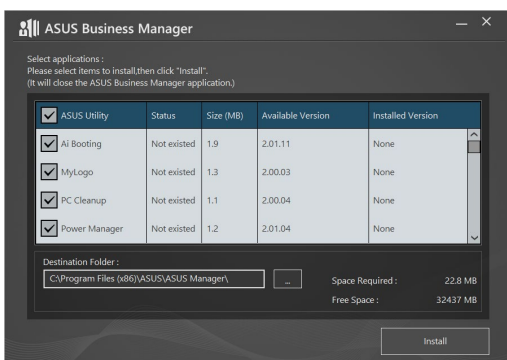 ASUS Business Manager
Select applications :
Please select items to install,then click "Install".
(It will close the ASUS Business Manager application.)
ASUS Utility Status Size (MB) Available Version Installed Version
Ai Booting Not existed 1.9 2.01.11 None
MyLogo Not existed 1.3 2.00.03 None
PC Cleanup Not existed 1.1 2.00.04 None
Power Manager Not existed 1.2 2.01.04 None
Destination Folder :
C:\Program Files (x86)\ASUS\ASUS Manager\ ... Space Required : 22.8 MB
Free Space : 32437 MB
Install